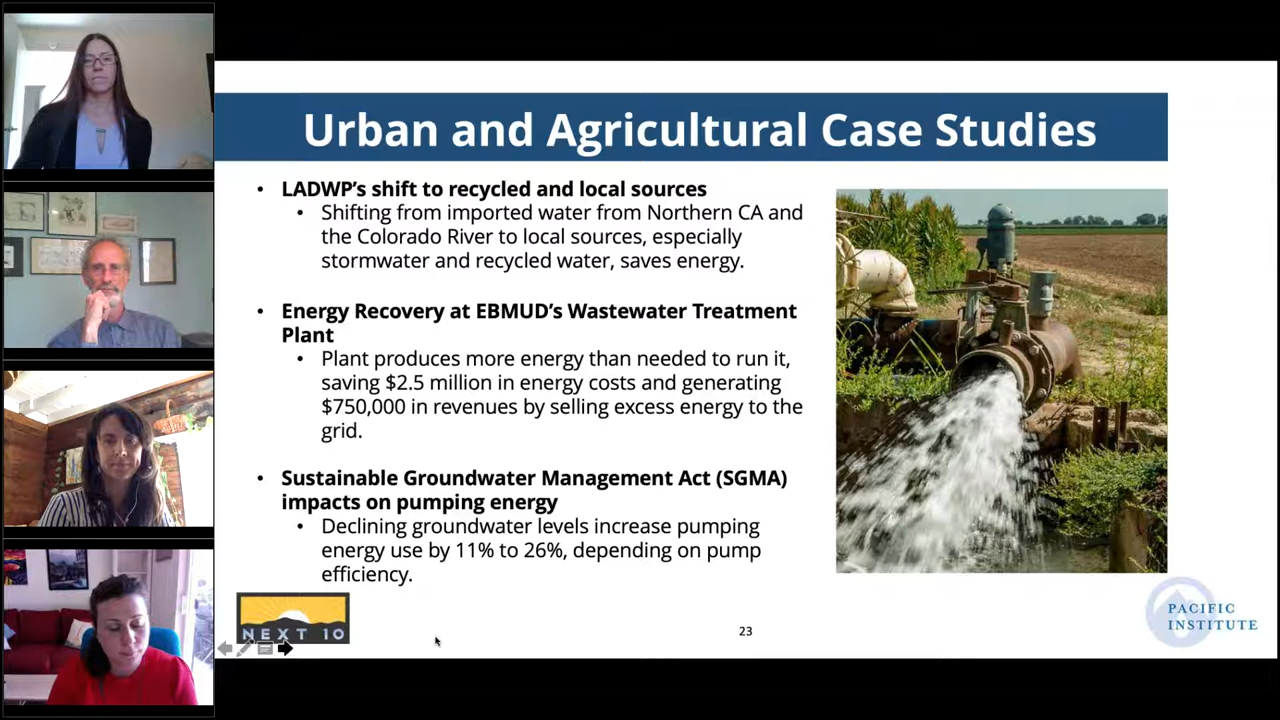 Urban and Agricultural Case Studies
• LADWP's shift to recycled and local sources
• Shifting from imported water from Northern CA and
the Colorado River to local sources, especially
stormwater and recycled water, saves energy.
• Energy Recovery at EBMUD's Wastewater Treatment
Plant
• Plant produces more energy than needed to run it,
saving $2.5 million in energy costs and generating
$750,000 in revenues by selling excess energy to the
grid.
• Sustainable Groundwater Management Act (SGMA)
impacts on pumping energy
• Declining groundwater levels increase pumping
energy use by 11% to 26%, depending on pump
efficiency.
NEXT 10
23
PACIFIC
INSTITUTE